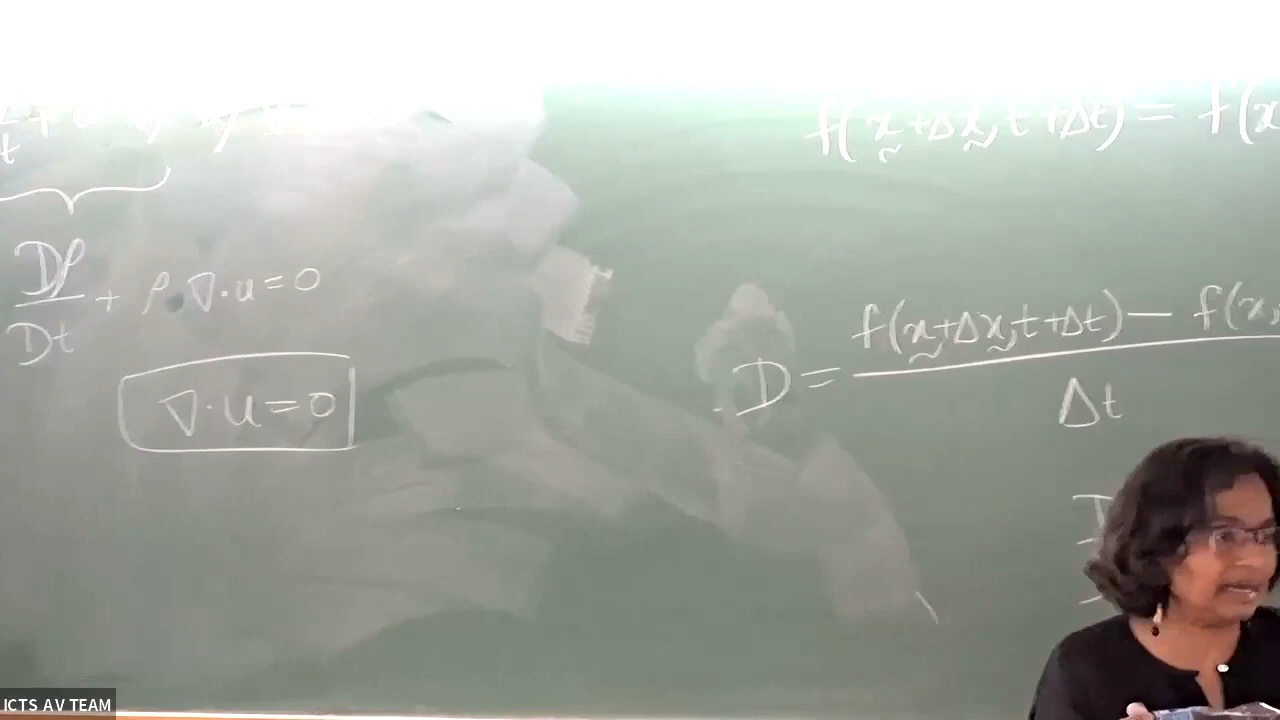 Dρ/Dt + ρ ∇·u = 0
∇·u = 0
f(x+Δx, t+Δt) = f(x
D = f(x+Δx, t+Δt) − f(x, / Δt
ICTS AV TEAM